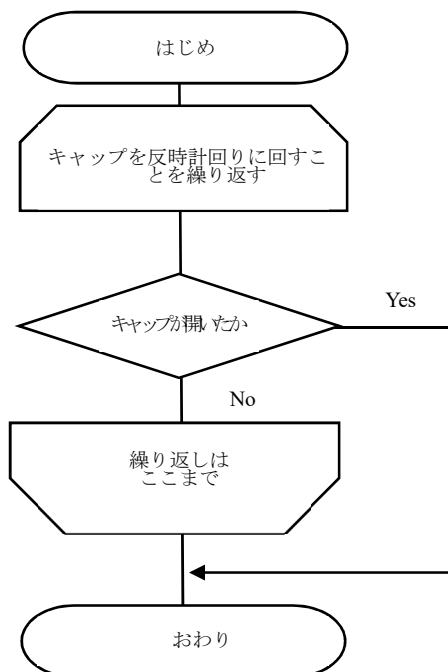 はじめ
キャップを反時計回りに回すこ
とを繰り返す
キャップが開いたか
Yes
No
繰り返しは
ここまで
おわり